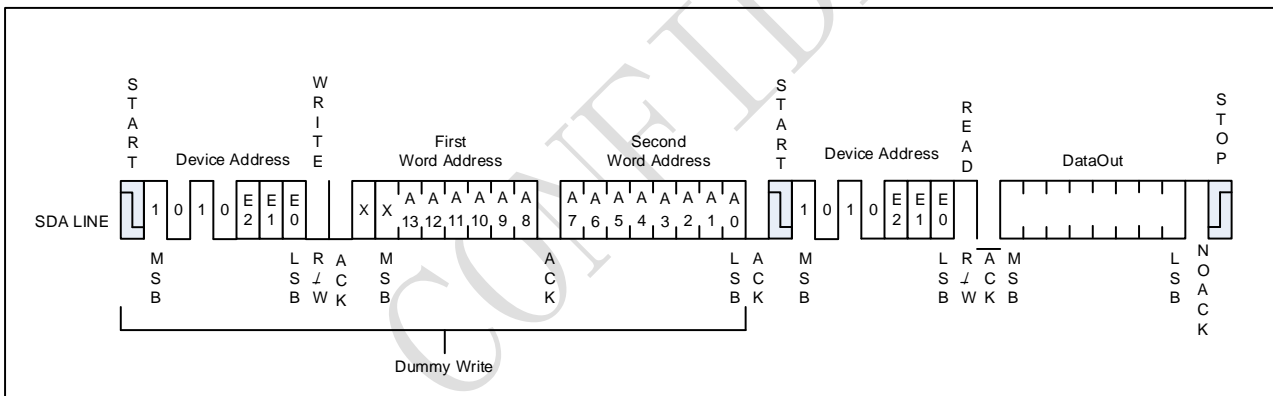 CONFID
START
WRITE
START
READ
STOP
Device Address
First
Word Address
Second
Word Address
Device Address
DataOut
SDA LINE
1 0 1 0 E2 E1 E0
X X A13 A12 A11 A10 A9 A8
A7 A6 A5 A4 A3 A2 A1 A0
1 0 1 0 E2 E1 E0
MSB
LSB
R/W
ACK
MSB
ACK
LSB
ACK
MSB
LSB
R/W
ACK
MSB
LSB
NOACK
Dummy Write